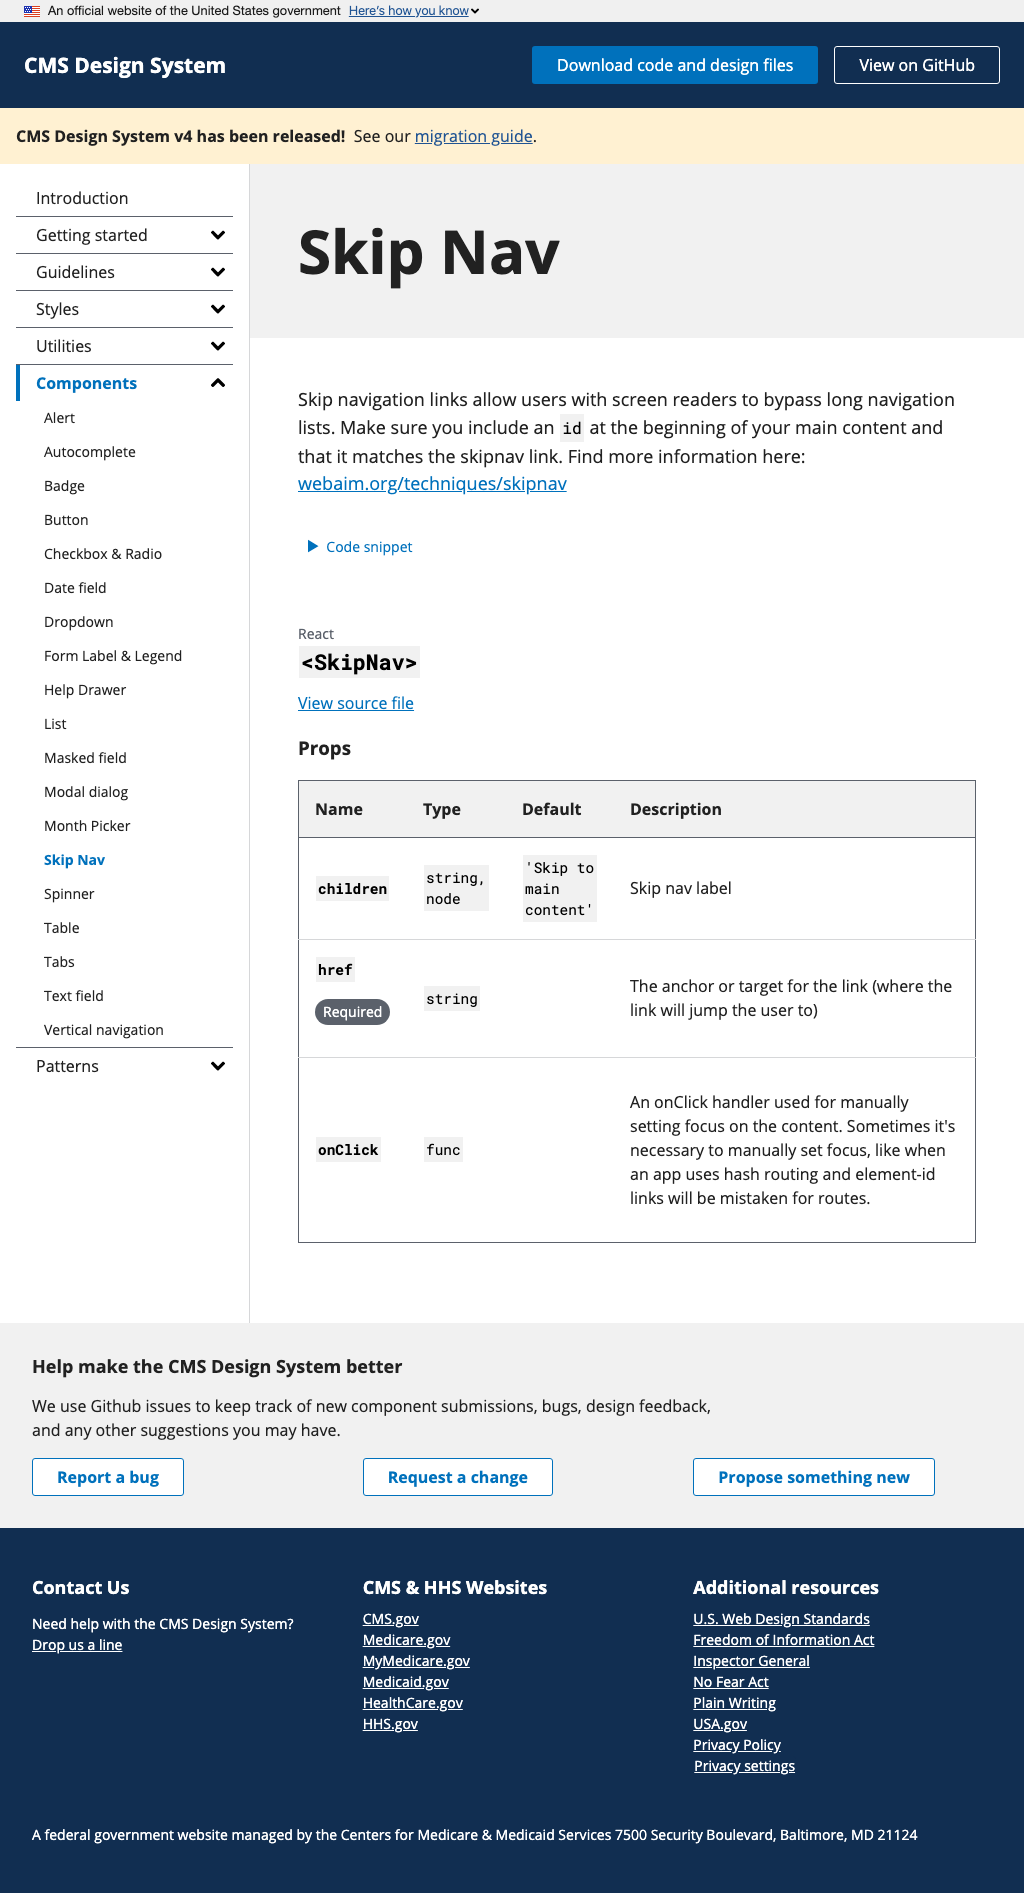 An official website of the United States government Here's how you know
CMS Design System
Download code and design files
View on GitHub
CMS Design System v4 has been released! See our migration guide.
Introduction
Getting started
Guidelines
Styles
Utilities
Components
Alert
Autocomplete
Badge
Button
Checkbox & Radio
Date field
Dropdown
Form Label & Legend
Help Drawer
List
Masked field
Modal dialog
Month Picker
Skip Nav
Spinner
Table
Tabs
Text field
Vertical navigation
Patterns
Skip Nav
Skip navigation links allow users with screen readers to bypass long navigation
lists. Make sure you include an id at the beginning of your main content and
that it matches the skipnav link. Find more information here:
webaim.org/techniques/skipnav
Code snippet
React
<SkipNav>
View source file
Props
Name Type Default Description
children
string,
node
'Skip to
main
content'
Skip nav label
href
Required
string
The anchor or target for the link (where the
link will jump the user to)
onClick
func
An onClick handler used for manually
setting focus on the content. Sometimes it's
necessary to manually set focus, like when
an app uses hash routing and element-id
links will be mistaken for routes.
Help make the CMS Design System better
We use Github issues to keep track of new component submissions, bugs, design feedback,
and any other suggestions you may have.
Report a bug
Request a change
Propose something new
Contact Us
Need help with the CMS Design System?
Drop us a line
CMS & HHS Websites
CMS.gov
Medicare.gov
MyMedicare.gov
Medicaid.gov
HealthCare.gov
HHS.gov
Additional resources
U.S. Web Design Standards
Freedom of Information Act
Inspector General
No Fear Act
Plain Writing
USA.gov
Privacy Policy
Privacy settings
A federal government website managed by the Centers for Medicare & Medicaid Services 7500 Security Boulevard, Baltimore, MD 21124